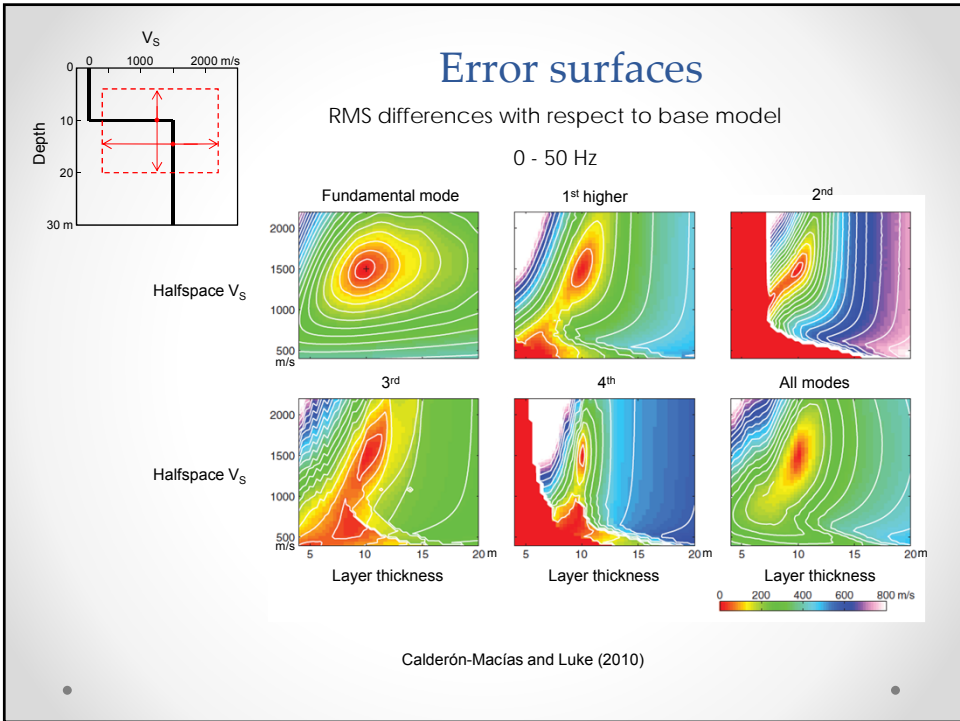 V_S
0 1000 2000 m/s
0
10
20
30 m
Depth
Error surfaces
RMS differences with respect to base model
0 - 50 Hz
Fundamental mode 1st higher 2nd
2000
1500
1000
500
m/s
Halfspace V_S
3rd 4th All modes
2000
1500
1000
500
m/s
Halfspace V_S
5 10 15 20 m 5 10 15 20 m 5 10 15 20 m
Layer thickness Layer thickness Layer thickness
0 200 400 600 800 m/s
Calderón-Macías and Luke (2010)